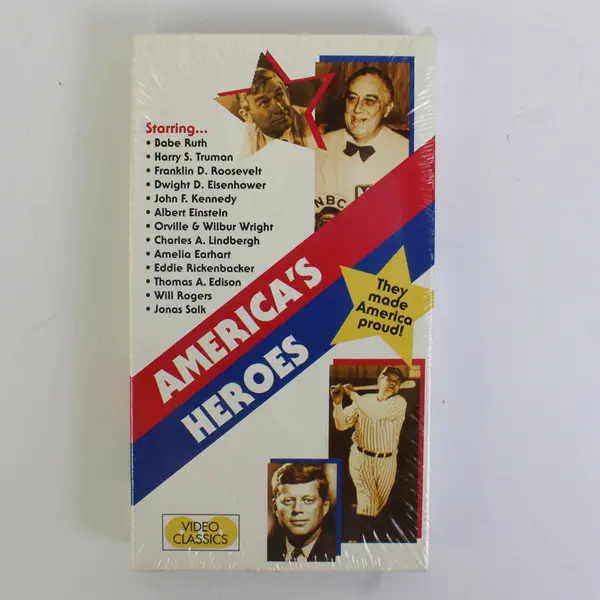 Starring...
• Babe Ruth
• Harry S. Truman
• Franklin D. Roosevelt
• Dwight D. Eisenhower
• John F. Kennedy
• Albert Einstein
• Orville & Wilbur Wright
• Charles A. Lindbergh
• Amelia Earhart
• Eddie Rickenbacker
• Thomas A. Edison
• Will Rogers
• Jonas Salk
NBC
AMERICA'S
HEROES
They
made
America
proud!
VIDEO
CLASSICS